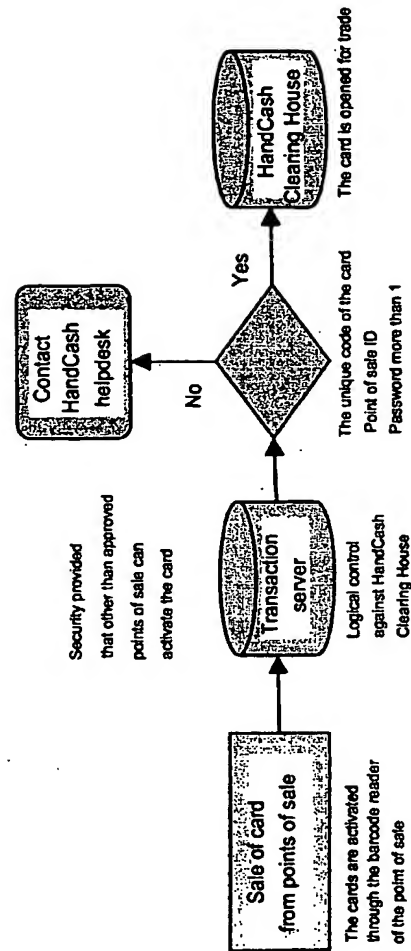 Sale of card
from points of sale
The cards are activated
through the barcode reader
of the point of sale
Security provided
that other than approved
points of sale can
activate the card
Transaction
server
Logical control
against HandCash
Clearing House
Contact
HandCash
helpdesk
No
Yes
The unique code of the card
Point of sale ID
Password more than 1
HandCash
Clearing House
The card is opened for trade